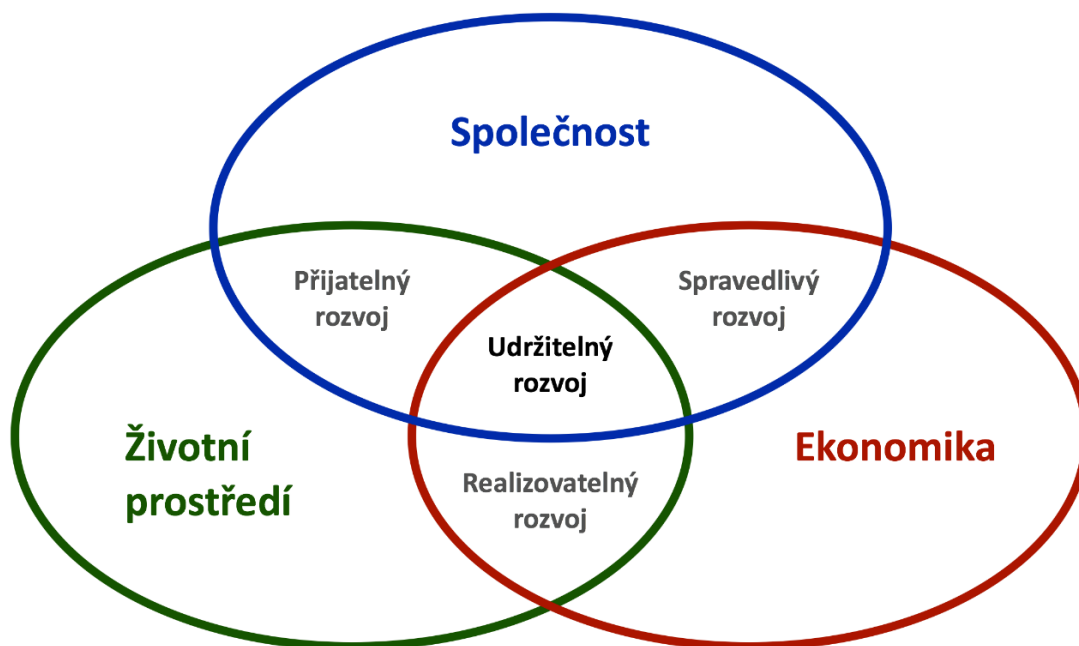 Společnost
Přijatelný
rozvoj
Spravedlivý
rozvoj
Udržitelný
rozvoj
Životní
prostředí
Ekonomika
Realizovatelný
rozvoj